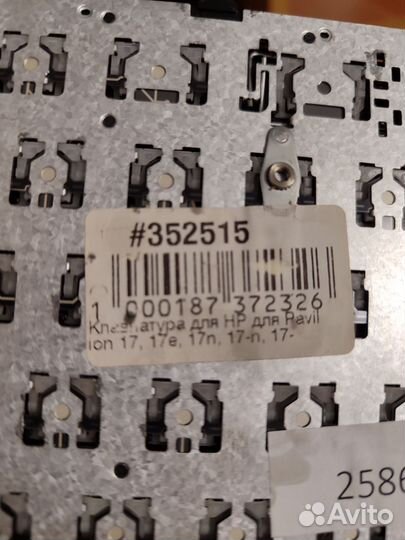 #352515
1 000187 372326
Клавиатура для HP для Pavil
ion 17, 17e, 17n, 17-n, 17-
2586
Avito